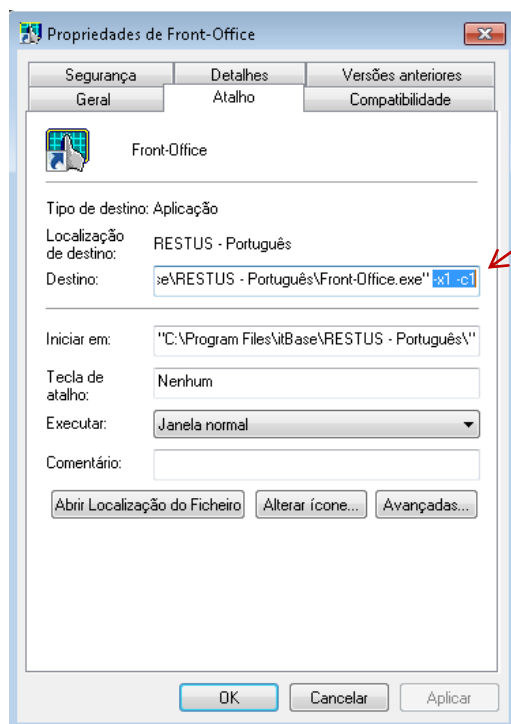 Propriedades de Front-Office
Segurança Detalhes Versões anteriores
Geral Atalho Compatibilidade
Front-Office
Tipo de destino: Aplicação
Localização de destino: RESTUS - Português
Destino: se\RESTUS - Português\Front-Office.exe" -x1 -c1
Iniciar em: "C:\Program Files\itBase\RESTUS - Português\"
Tecla de atalho: Nenhum
Executar: Janela normal
Comentário:
Abrir Localização do Ficheiro Alterar ícone... Avançadas...
OK Cancelar Aplicar